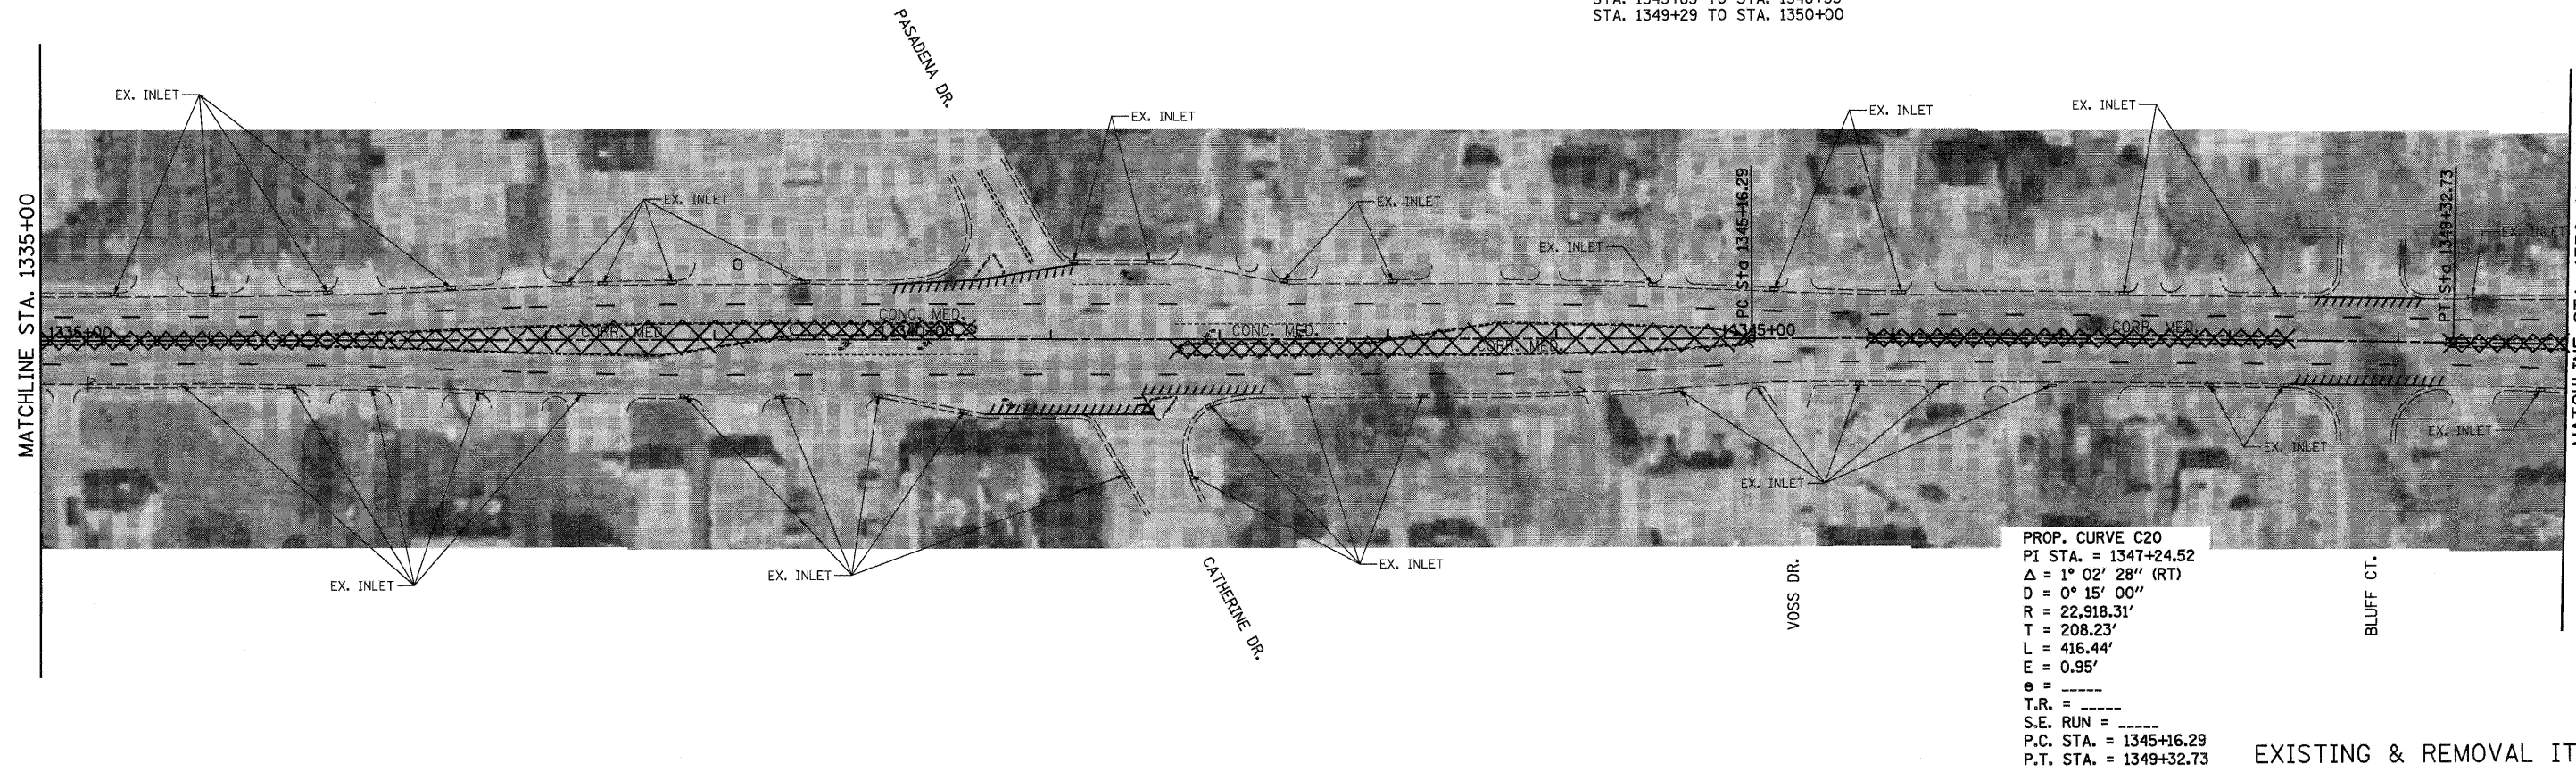 STA. 1349+29 TO STA. 1350+00
PASADENA DR.
EX. INLET
EX. INLET
EX. INLET
EX. INLET
EX. INLET
EX. INLET
EX. INLET
EX. INLET
EX. INLET
MATCHLINE STA. 1335+00
1335+00
CORR. MED.
CONC. MED.
1340+00
CONC. MED.
CORR. MED.
1345+00
PC Sta 1345+16.29
CORR. MED.
PT Sta 1349+32.73
EX. INLET
EX. INLET
EX. INLET
EX. INLET
EX. INLET
EX. INLET
CATHERINE DR.
VOSS DR.
BLUFF CT.
PROP. CURVE C20
PI STA. = 1347+24.52
Δ = 1° 02' 28" (RT)
D = 0° 15' 00"
R = 22,918.31'
T = 208.23'
L = 416.44'
E = 0.95'
e = _____
T.R. = _____
S.E. RUN = _____
P.C. STA. = 1345+16.29
P.T. STA. = 1349+32.73
EXISTING & REMOVAL IT